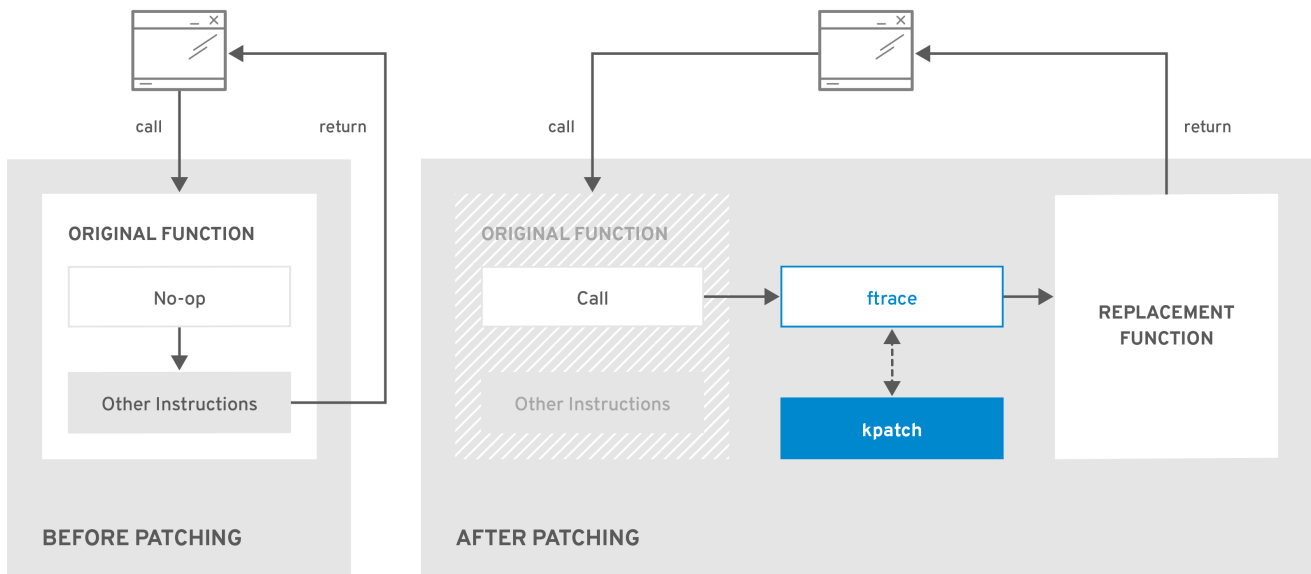 call
return
ORIGINAL FUNCTION
No-op
Other Instructions
BEFORE PATCHING
call
return
ORIGINAL FUNCTION
Call
Other Instructions
ftrace
kpatch
REPLACEMENT
FUNCTION
AFTER PATCHING